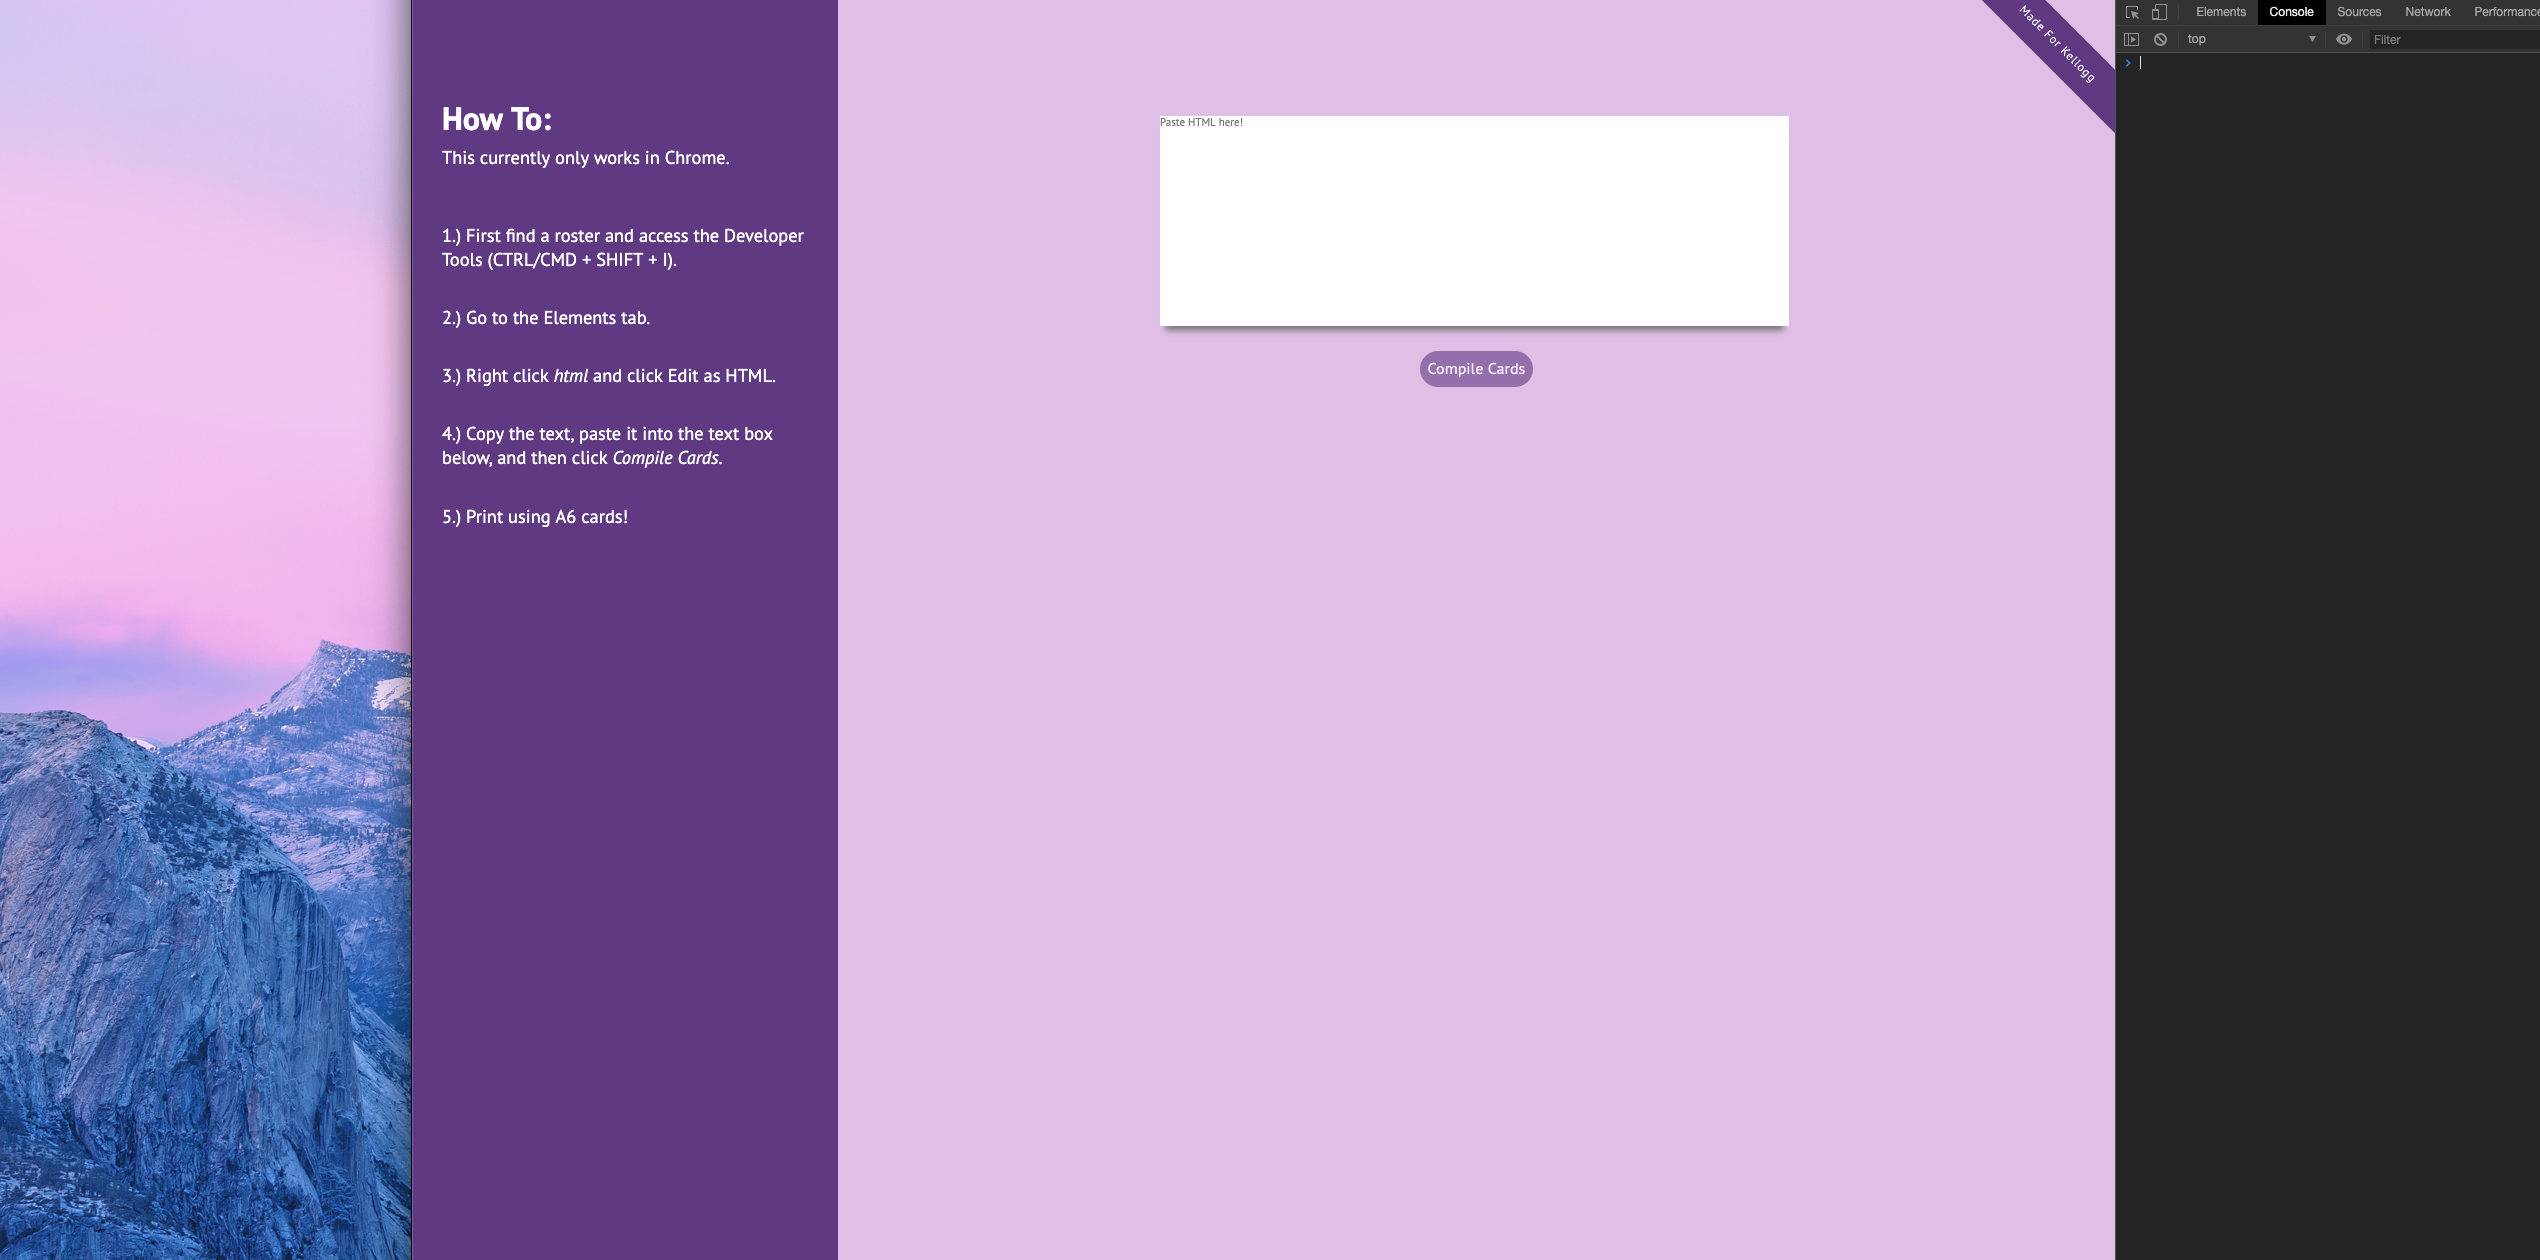 How To:
This currently only works in Chrome.
1.) First find a roster and access the Developer
Tools (CTRL/CMD + SHIFT + I).
2.) Go to the Elements tab.
3.) Right click html and click Edit as HTML.
4.) Copy the text, paste it into the text box
below, and then click Compile Cards.
5.) Print using A6 cards!
Paste HTML here!
Compile Cards
Made For Kellogg
Elements Console Sources Network Performance
top Filter